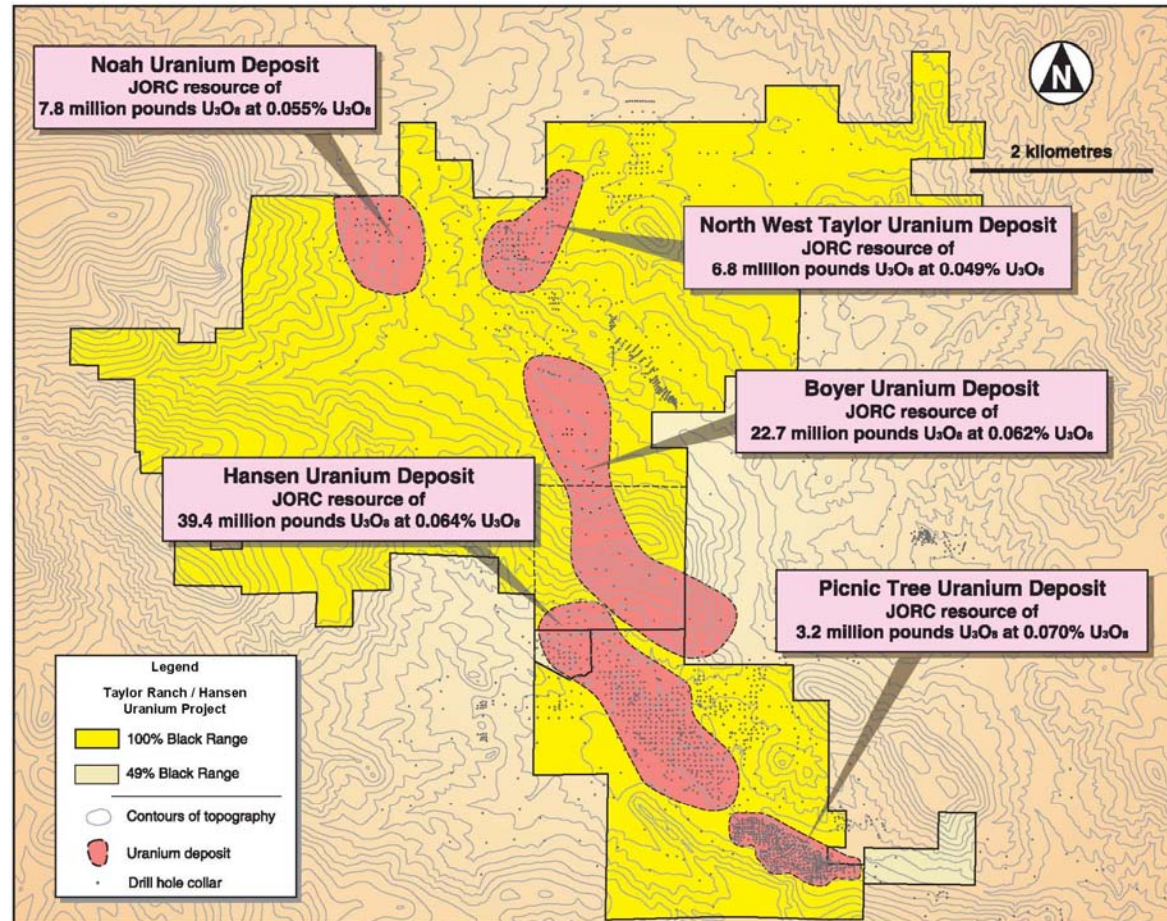 Noah Uranium Deposit
JORC resource of
7.8 million pounds U₃O₈ at 0.055% U₃O₈
N
2 kilometres
North West Taylor Uranium Deposit
JORC resource of
6.8 million pounds U₃O₈ at 0.049% U₃O₈
Boyer Uranium Deposit
JORC resource of
22.7 million pounds U₃O₈ at 0.062% U₃O₈
Hansen Uranium Deposit
JORC resource of
39.4 million pounds U₃O₈ at 0.064% U₃O₈
Picnic Tree Uranium Deposit
JORC resource of
3.2 million pounds U₃O₈ at 0.070% U₃O₈
Legend
Taylor Ranch / Hansen
Uranium Project
100% Black Range
49% Black Range
Contours of topography
Uranium deposit
Drill hole collar